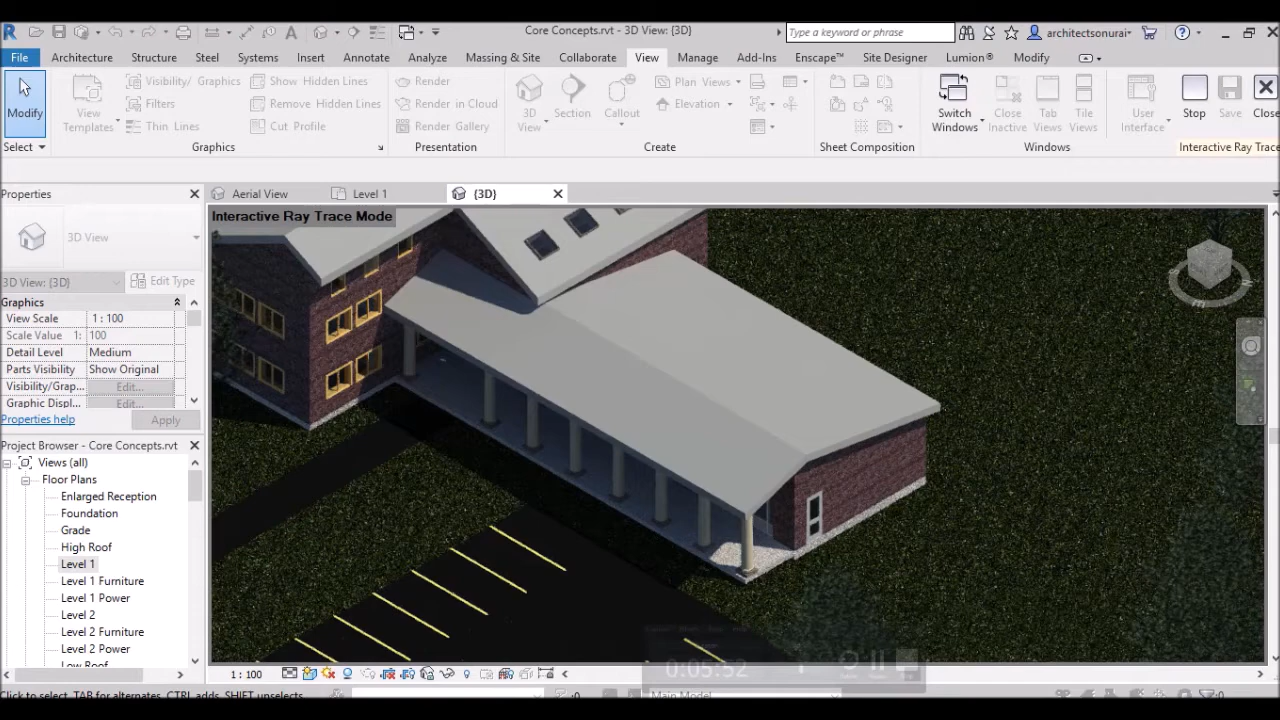 Core Concepts.rvt - 3D View: {3D}
Type a keyword or phrase
architectsonurai
File Architecture Structure Steel Systems Insert Annotate Analyze Massing & Site Collaborate View Manage Add-Ins Enscape™ Site Designer Lumion® Modify
Modify
View Templates
Visibility/ Graphics
Filters
Thin Lines
Show Hidden Lines
Remove Hidden Lines
Cut Profile
Render
Render in Cloud
Render Gallery
3D View
Section
Callout
Plan Views
Elevation
Switch Windows
Close Inactive
Tab Views
Tile Views
User Interface
Stop
Save
Close
Select
Graphics
Presentation
Create
Sheet Composition
Windows
Interactive Ray Trace
Properties
Aerial View
Level 1
{3D}
Interactive Ray Trace Mode
3D View
3D View: {3D}
Edit Type
Graphics
View Scale 1 : 100
Scale Value 1: 100
Detail Level Medium
Parts Visibility Show Original
Visibility/Grap... Edit...
Graphic Displ... Edit...
Properties help
Apply
Project Browser - Core Concepts.rvt
Views (all)
Floor Plans
Enlarged Reception
Foundation
Grade
High Roof
Level 1
Level 1 Furniture
Level 1 Power
Level 2
Level 2 Furniture
Level 2 Power
Low Roof
0:05:52
1 : 100
Click to select, TAB for alternates, CTRL adds, SHIFT unselects.
:0
Main Model